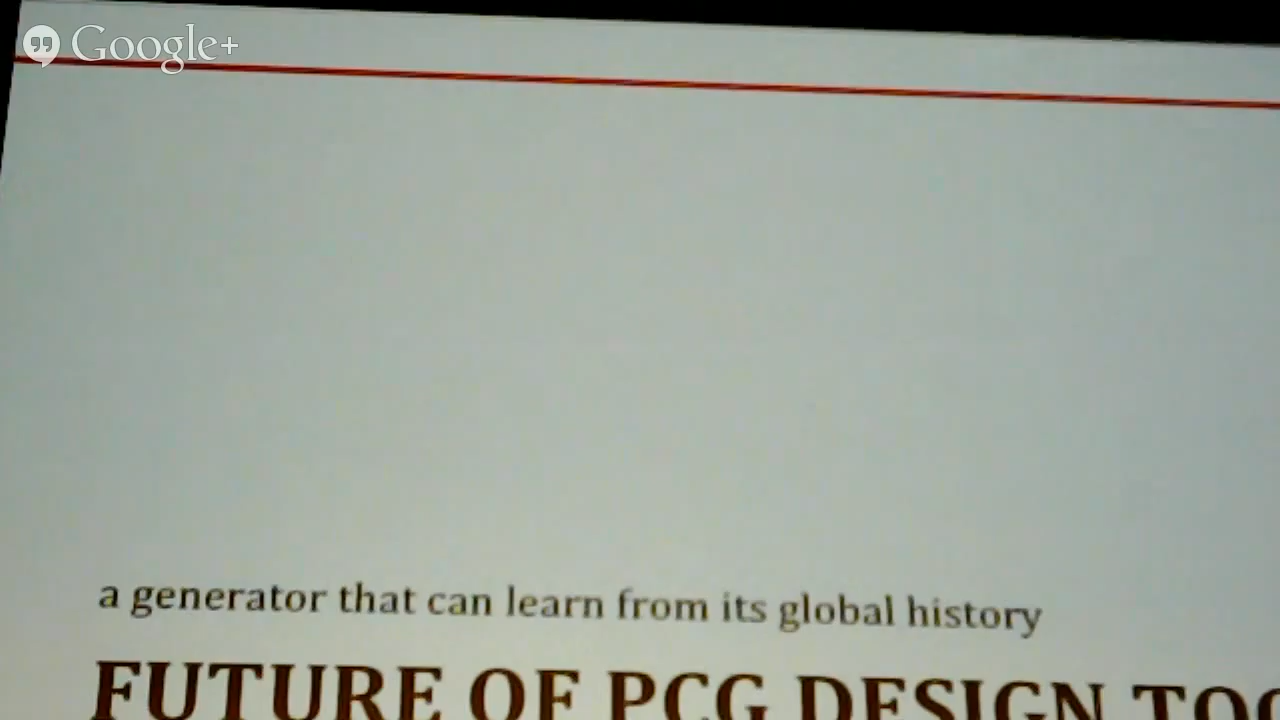 Google+
a generator that can learn from its global history
FUTURE OF PCG DESIGN